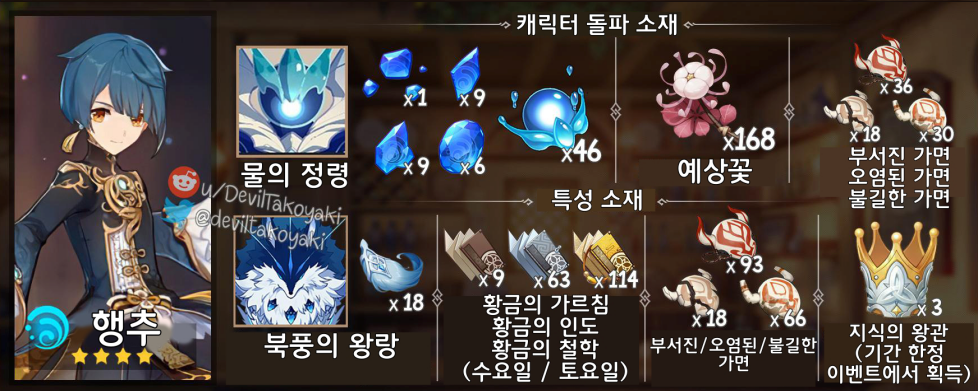 캐릭터 돌파 소재
물의 정령
x1
x9
x9
x6
x46
x168
예상꽃
x36
x18
x30
부서진 가면
오염된 가면
불길한 가면
특성 소재
북풍의 왕랑
x18
x9
x63
x114
황금의 가르침
황금의 인도
황금의 철학
(수요일 / 토요일)
x93
x18
x66
부서진/오염된/불길한
가면
x3
지식의 왕관
(기간 한정
이벤트에서 획득)
행추
u/DevilTakoyaki
@deviltakoyaki